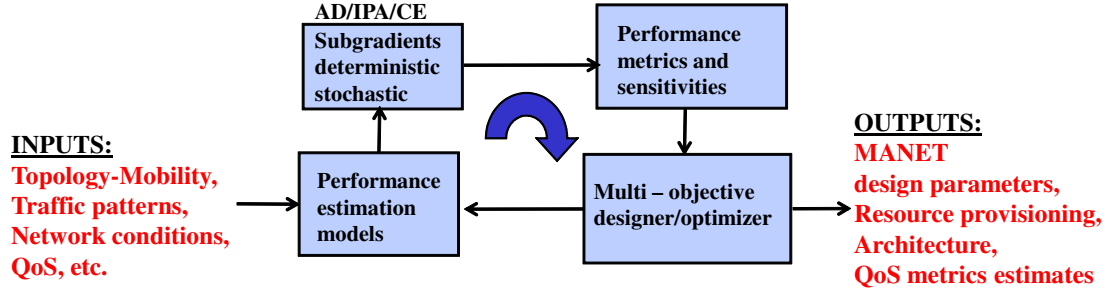 AD/IPA/CE
Subgradients
deterministic
stochastic
Performance
metrics and
sensitivities
INPUTS:
Topology-Mobility,
Traffic patterns,
Network conditions,
QoS, etc.
Performance
estimation
models
Multi – objective
designer/optimizer
OUTPUTS:
MANET
design parameters,
Resource provisioning,
Architecture,
QoS metrics estimates